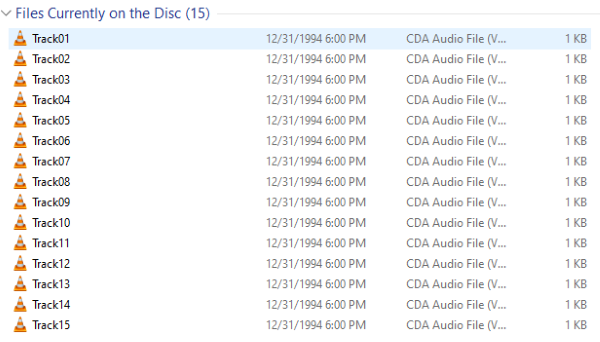 Files Currently on the Disc (15)
Track01 12/31/1994 6:00 PM CDA Audio File (V... 1 KB
Track02 12/31/1994 6:00 PM CDA Audio File (V... 1 KB
Track03 12/31/1994 6:00 PM CDA Audio File (V... 1 KB
Track04 12/31/1994 6:00 PM CDA Audio File (V... 1 KB
Track05 12/31/1994 6:00 PM CDA Audio File (V... 1 KB
Track06 12/31/1994 6:00 PM CDA Audio File (V... 1 KB
Track07 12/31/1994 6:00 PM CDA Audio File (V... 1 KB
Track08 12/31/1994 6:00 PM CDA Audio File (V... 1 KB
Track09 12/31/1994 6:00 PM CDA Audio File (V... 1 KB
Track10 12/31/1994 6:00 PM CDA Audio File (V... 1 KB
Track11 12/31/1994 6:00 PM CDA Audio File (V... 1 KB
Track12 12/31/1994 6:00 PM CDA Audio File (V... 1 KB
Track13 12/31/1994 6:00 PM CDA Audio File (V... 1 KB
Track14 12/31/1994 6:00 PM CDA Audio File (V... 1 KB
Track15 12/31/1994 6:00 PM CDA Audio File (V... 1 KB